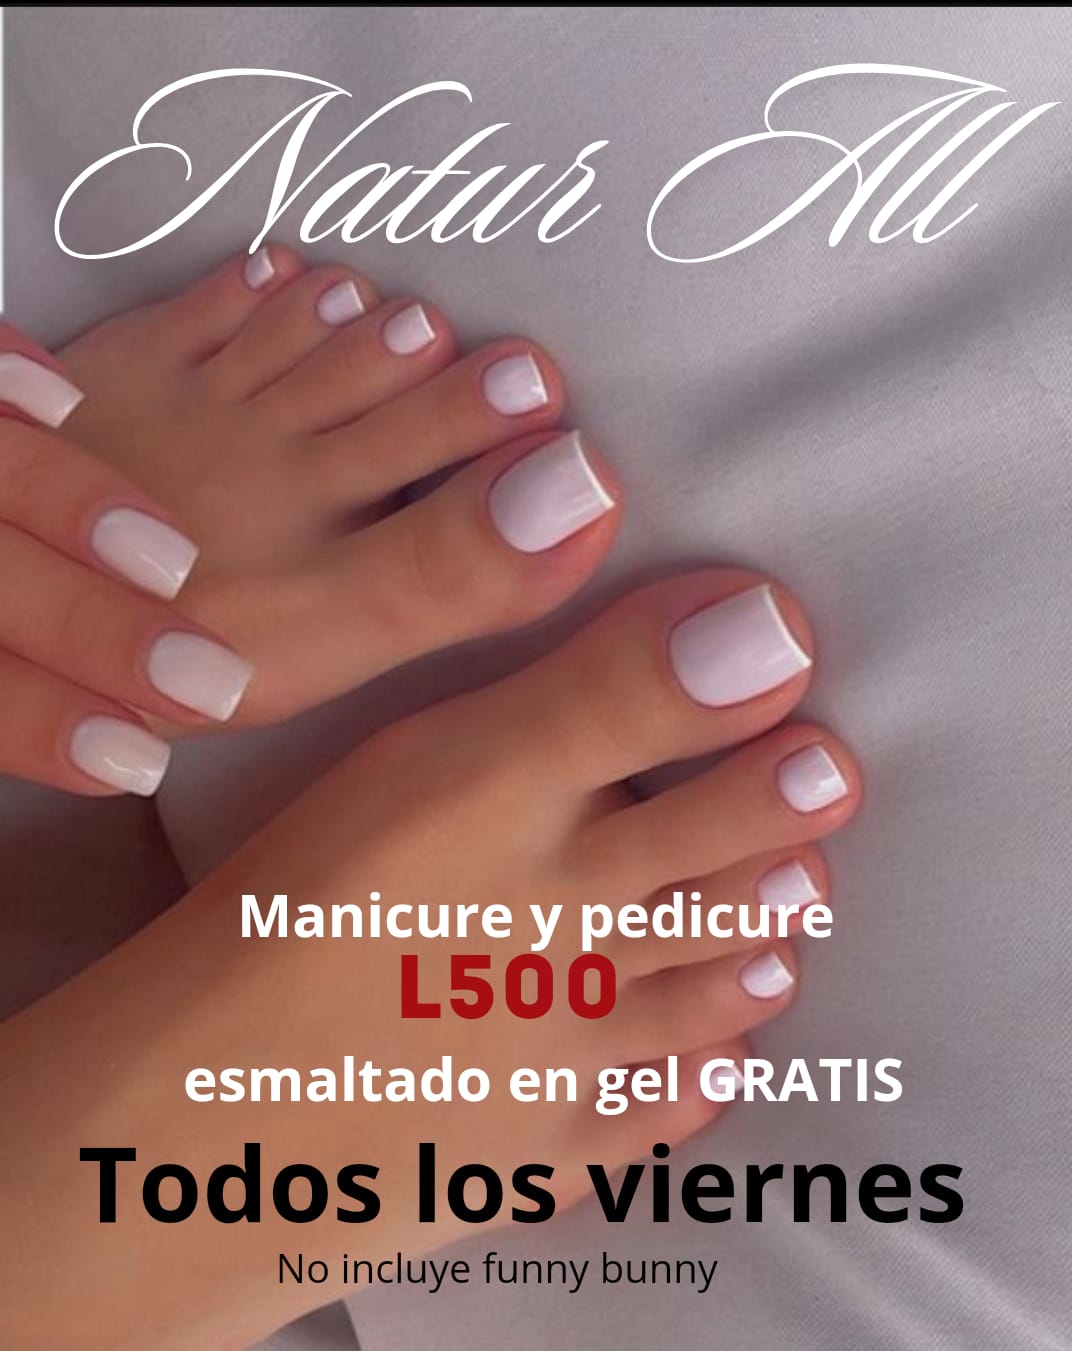 Natur All
Manicure y pedicure
L500
esmaltado en gel GRATIS
Todos los viernes
No incluye funny bunny